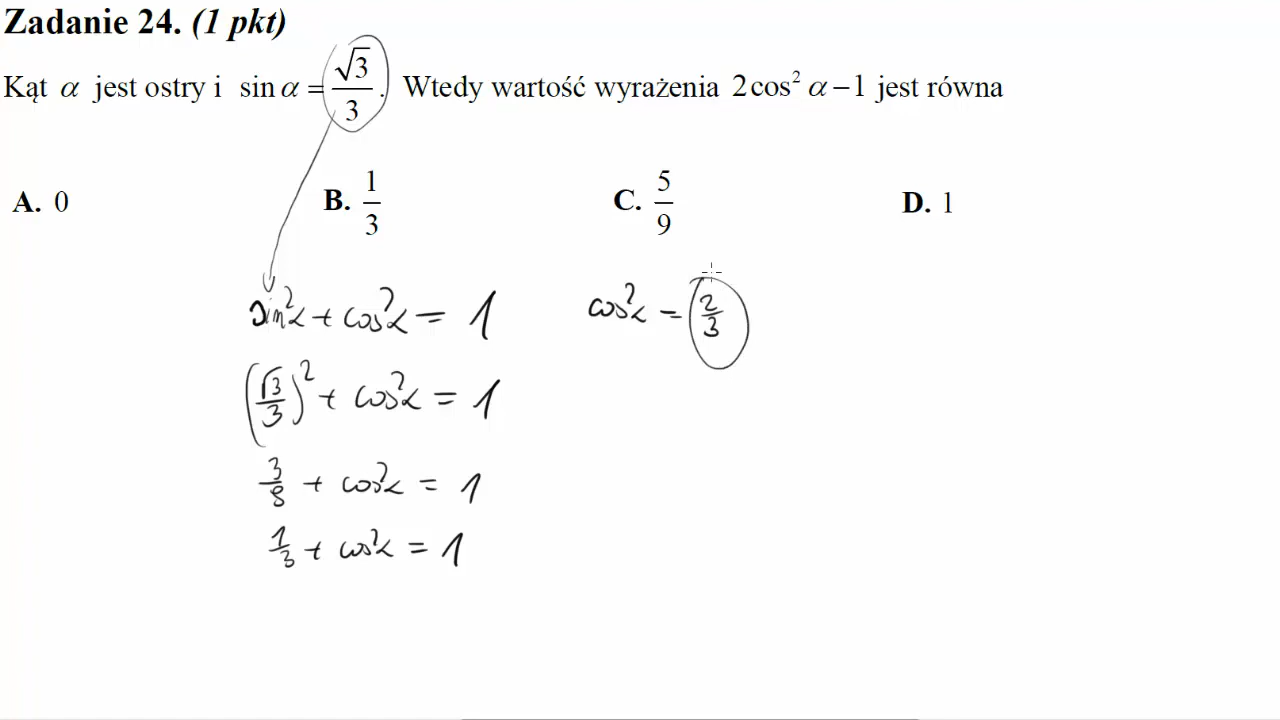 Zadanie 24. (1 pkt)
Kąt α jest ostry i sin α = √3/3. Wtedy wartość wyrażenia 2cos² α − 1 jest równa
A. 0 B. 1/3 C. 5/9 D. 1
sin²α + cos²α = 1 cos²α = 2/3
(√3/3)² + cos²α = 1
3/9 + cos²α = 1
1/3 + cos²α = 1